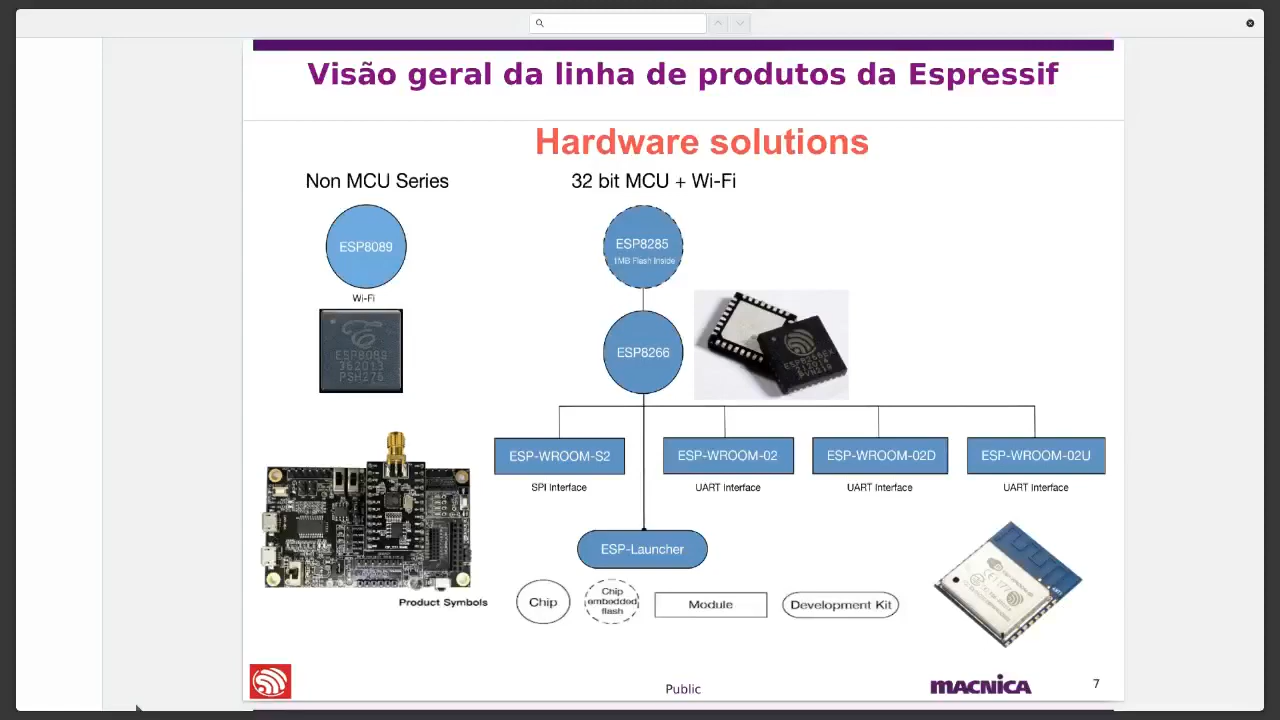 Visão geral da linha de produtos da Espressif
Hardware solutions
Non MCU Series
32 bit MCU + Wi-Fi
ESP8089
Wi-Fi
ESP8285
1MB Flash Inside
ESP8266
ESP8089
362013
PSH276
ESP-WROOM-S2
SPI Interface
ESP-WROOM-02
UART Interface
ESP-WROOM-02D
UART Interface
ESP-WROOM-02U
UART Interface
ESP-Launcher
Product Symbols
Chip
Chip
embedded
flash
Module
Development Kit
Public
MACNICA
7